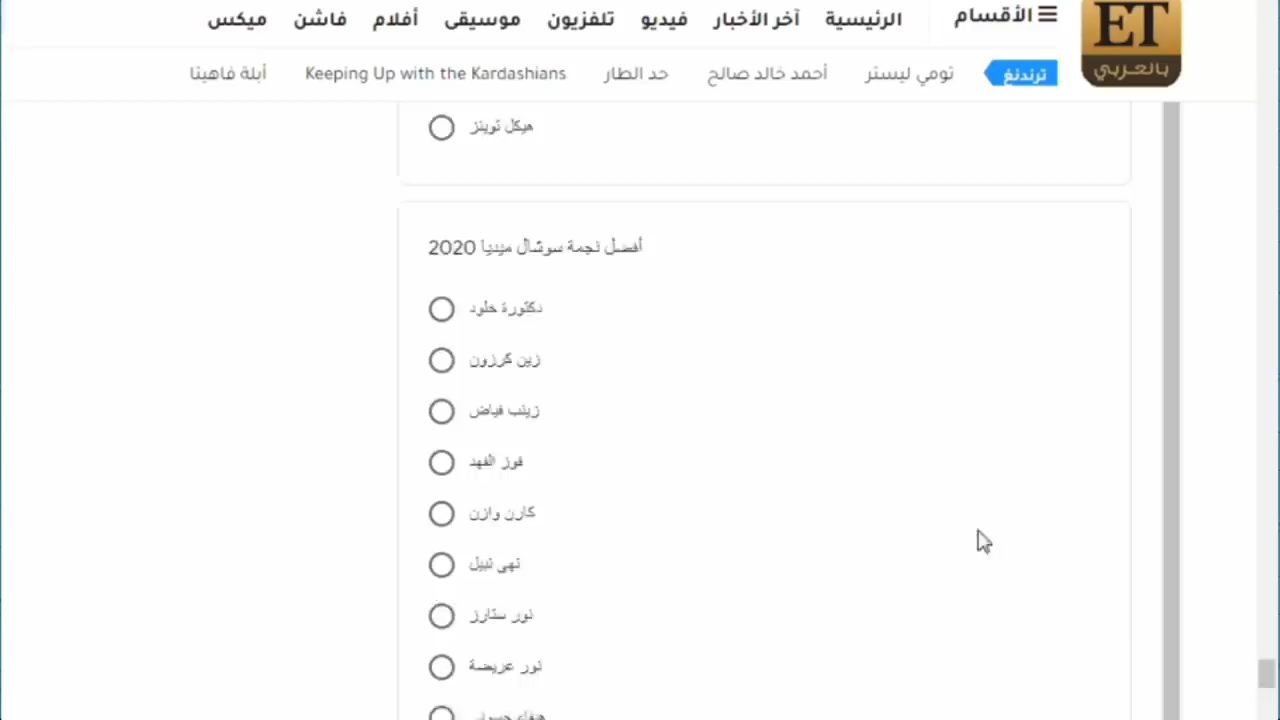 الأقسام الرئيسية آخر الأخبار فيديو تلفزيون موسيقى أفلام فاشن ميكس
ET بالعربي
ترندنغ تومي ليستر أحمد خالد صالح حد الطار Keeping Up with the Kardashians أبلة فاهيتا
هيكل توينز
أفضل نجمة سوشال ميديا 2020
دكتورة خلود
زين كرزون
زينب فياض
فوز الفهد
كارن وازن
نهى نبيل
نور ستارز
نور عريضة